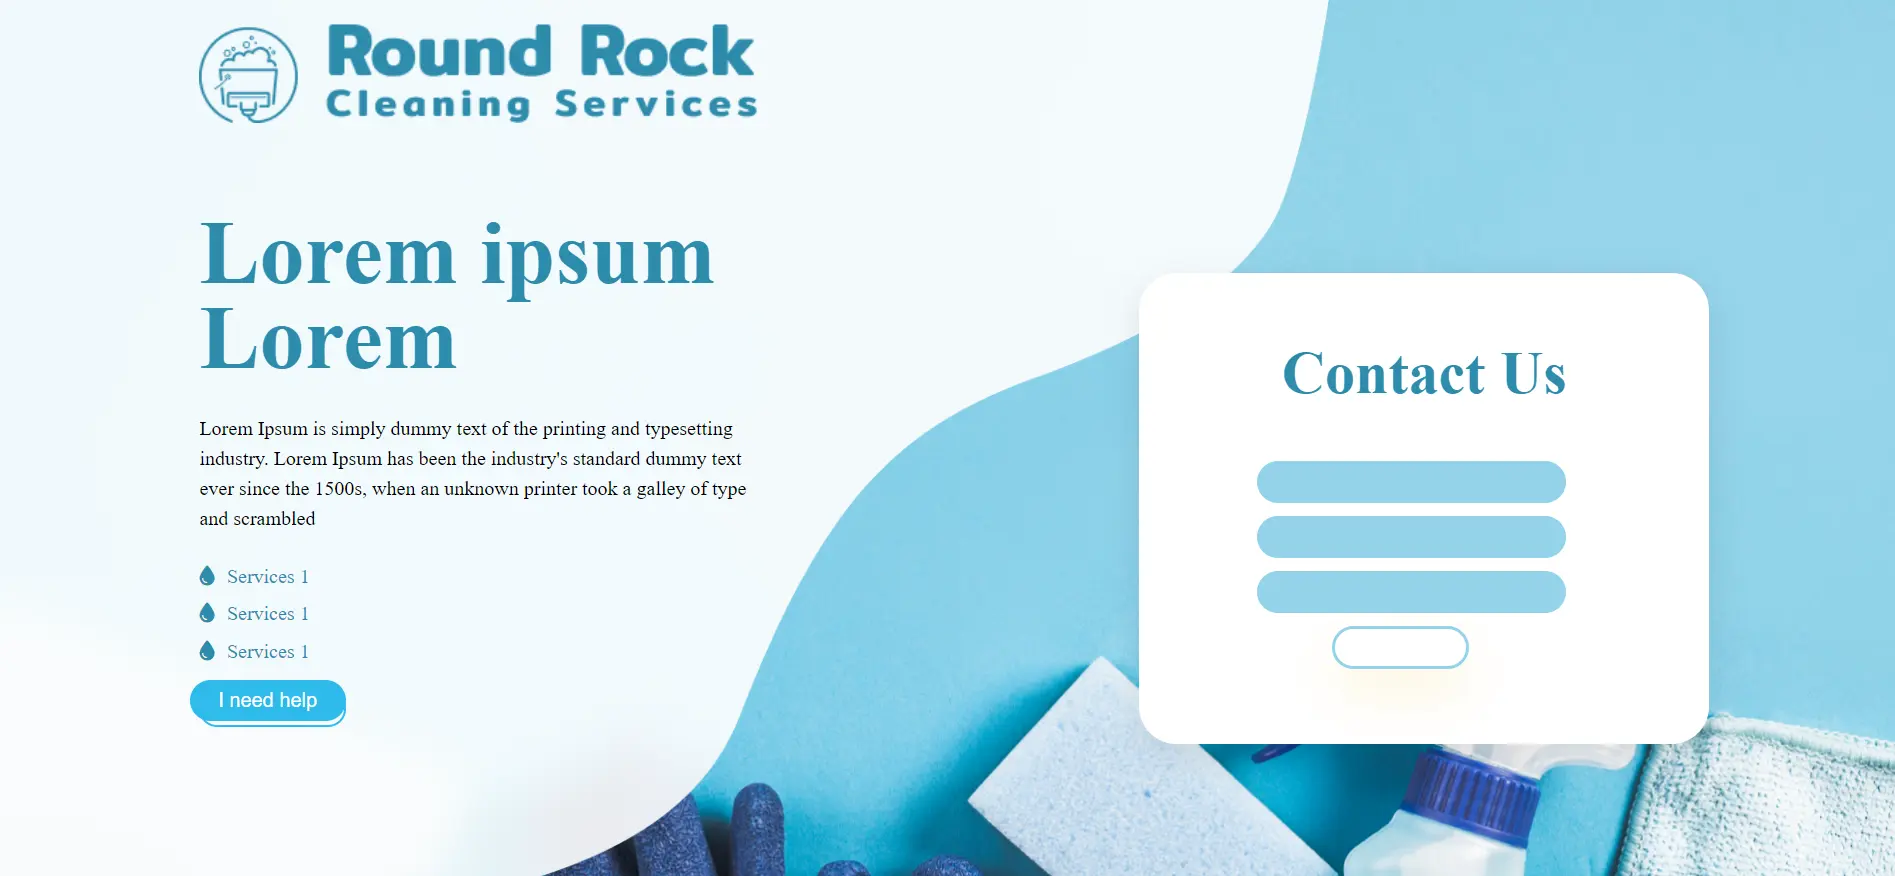 Round Rock
Cleaning Services
Lorem ipsum
Lorem
Lorem Ipsum is simply dummy text of the printing and typesetting
industry. Lorem Ipsum has been the industry's standard dummy text
ever since the 1500s, when an unknown printer took a galley of type
and scrambled
Services 1
Services 1
Services 1
I need help
Contact Us